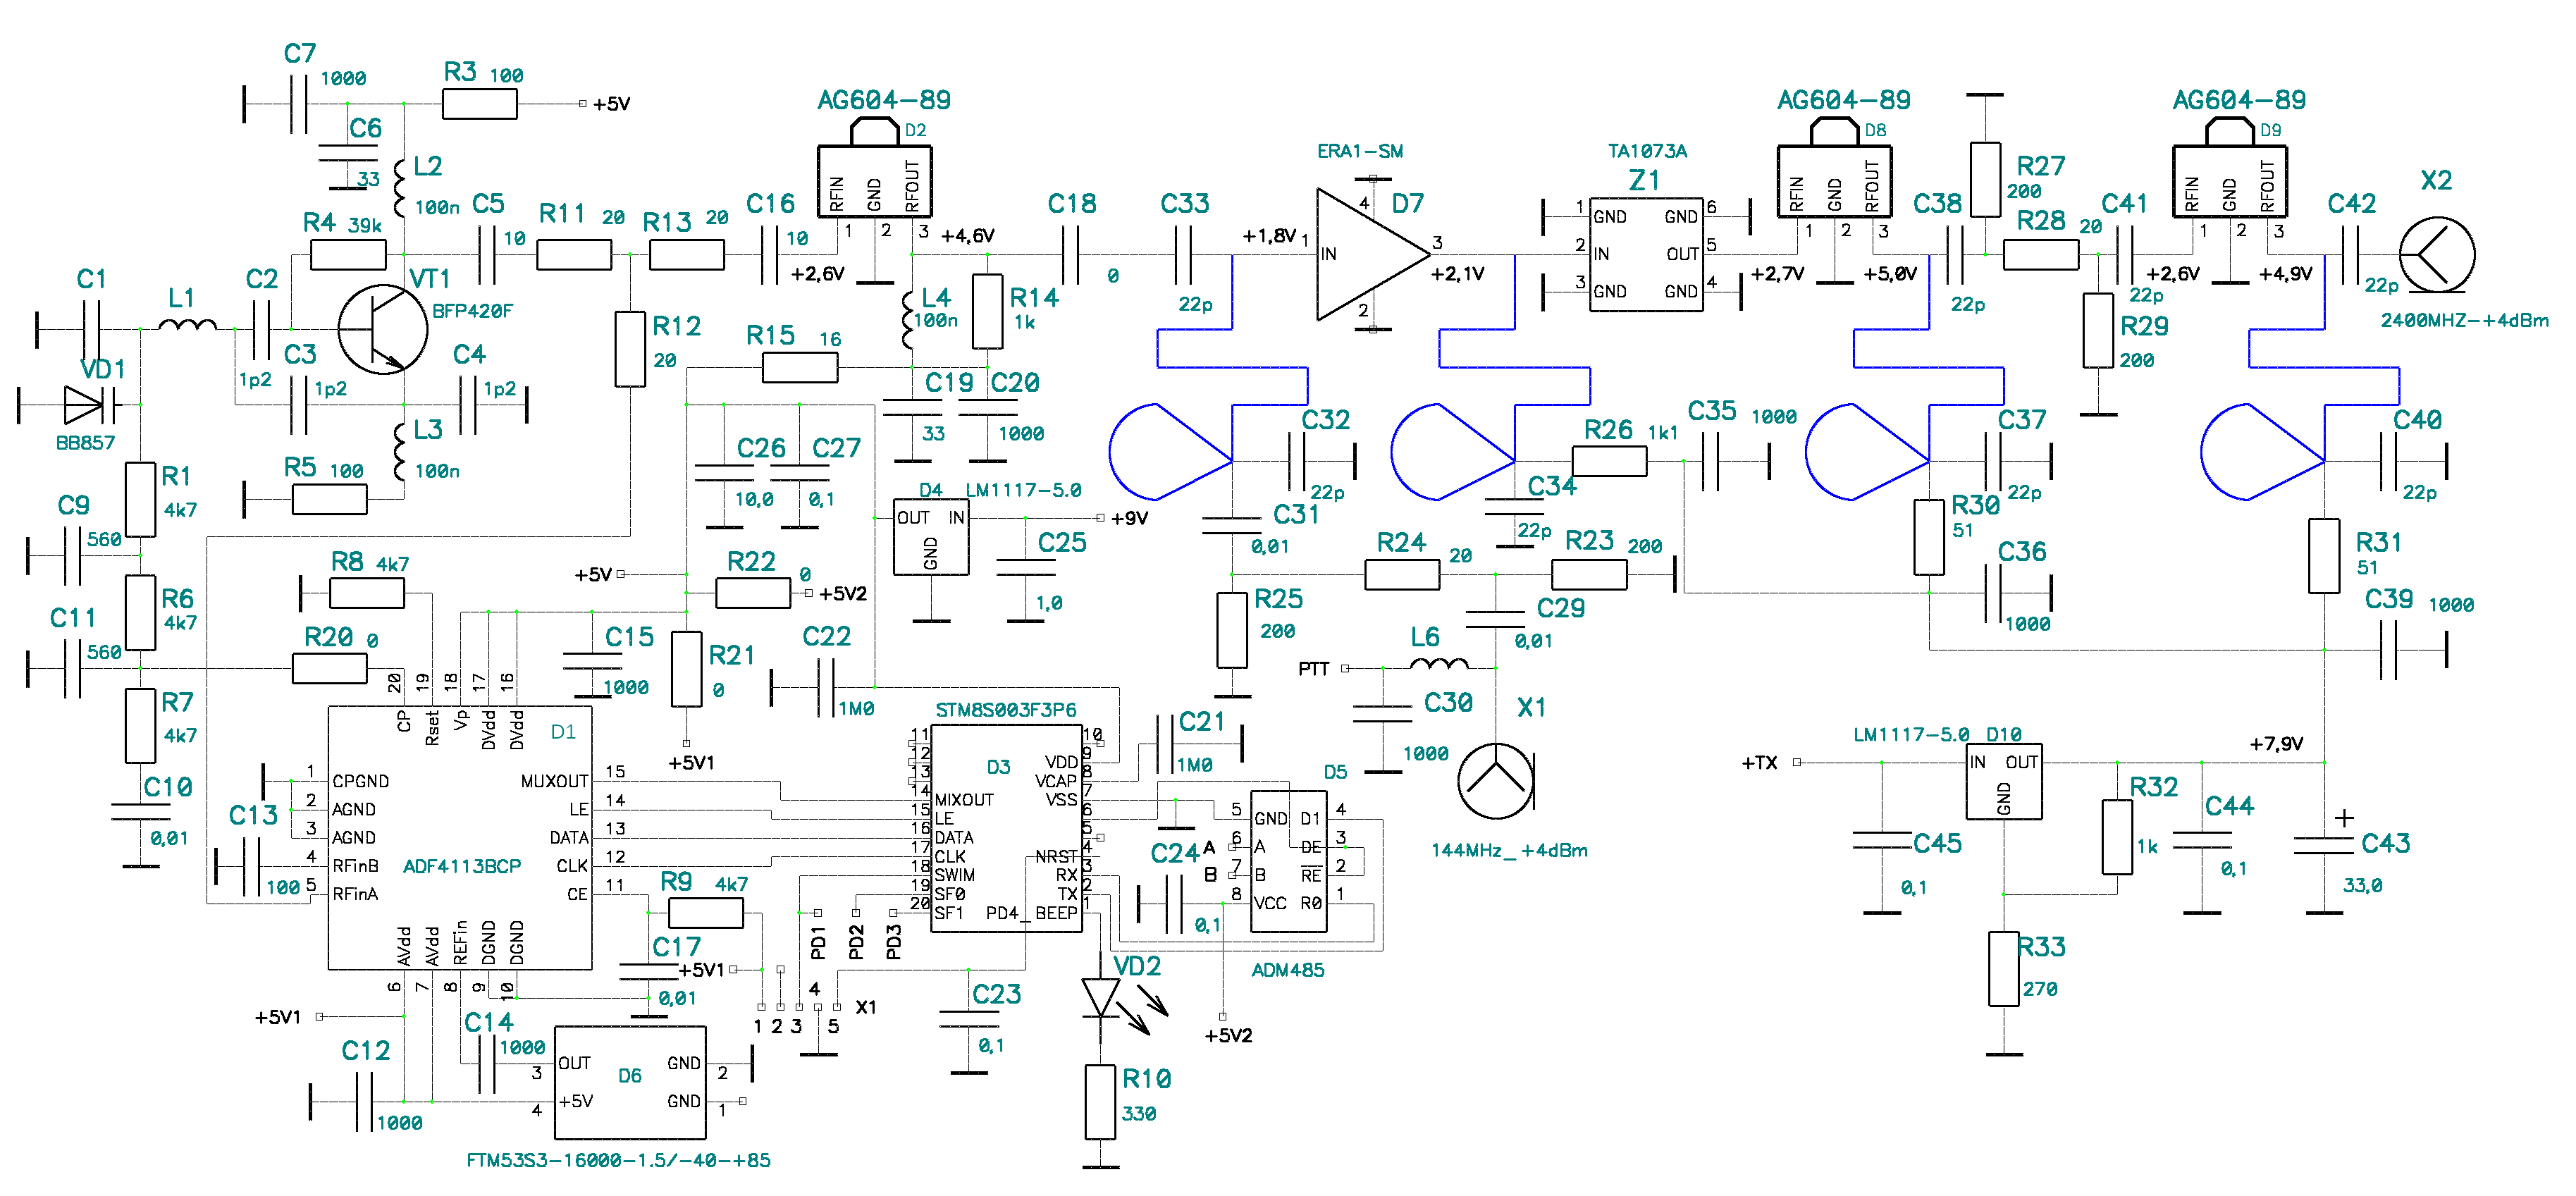 C7
1000
R3 100
+5V
C6
33
L2
100n
R4 39k
C5
10
R11 20
R13 20
C16
10
+2,6V
AG604-89
D2
RFIN
GND
RFOUT
1
2
3
+4,6V
C18
0
C33
22p
+1,8V
ERA1-SM
D7
1
IN
4
3
2
+2,1V
TA1073A
Z1
1 GND
2 IN
3 GND
GND 6
OUT 5
GND 4
+2,7V
AG604-89
D8
RFIN
GND
RFOUT
1
2
3
+5,0V
C38
22p
R27
200
R28
20
C41
22p
R29
200
+2,6V
AG604-89
D9
RFIN
GND
RFOUT
1
2
3
+4,9V
C42
22p
X2
2400MHZ-+4dBm
C1
L1
C2
1p2
VT1
BFP420F
C3
1p2
C4
1p2
VD1
BB857
L3
100n
R5 100
R12
20
R15 16
L4
100n
R14
1k
C19
33
C20
1000
C26
10,0
C27
0,1
D4 LM1117-5.0
OUT IN
GND
+9V
C25
1,0
C32
22p
C31
0,01
R26 1k1
C35 1000
C34
22p
C37
22p
R30
51
C36
1000
C40
22p
R31
51
C39 1000
R1
4k7
C9
560
R6
4k7
C11
560
R7
4k7
C10
0,01
R8 4k7
R20 0
+5V
R22 0
+5V2
R21
0
+5V1
C15
1000
C22
1M0
R24 20
R23 200
R25
200
C29
0,01
L6
PTT
C30
1000
X1
144MHz_+4dBm
20
19
18
17
16
CP
Rset
Vp
DVdd
DVdd
D1
ADF4113BCP
1 CPGND
2 AGND
3 AGND
4 RFinB
5 RFinA
MUXOUT 15
LE 14
DATA 13
CLK 12
CE 11
AVdd
AVdd
REFin
DGND
DGND
6
7
8
9
10
C13
100
R9 4k7
C17
0,01
+5V1
+5V1
C12
1000
C14
1000
D6
OUT
3
+5V
4
GND
2
GND
1
FTM53S3-16000-1.5/-40-+85
PD1
PD2
PD3
1
2
3
4
5
X1
STM8S003F3P6
D3
11
12
13
14
15
16
17
18
19
20
MIXOUT
LE
DATA
CLK
SWIM
SF0
SF1
VDD
VCAP
VSS
NRST
RX
TX
PD4_BEEP
10
9
8
7
6
5
4
3
2
1
C21
1M0
D5
5 GND
6 A
7 B
8 VCC
D1 4
DE 3
RE 2
R0 1
A
B
C24
0,1
ADM485
+5V2
C23
0,1
VD2
R10
330
+TX
LM1117-5.0 D10
IN OUT
GND
+7,9V
R32
1k
C44
0,1
C45
0,1
C43
33,0
+
R33
270